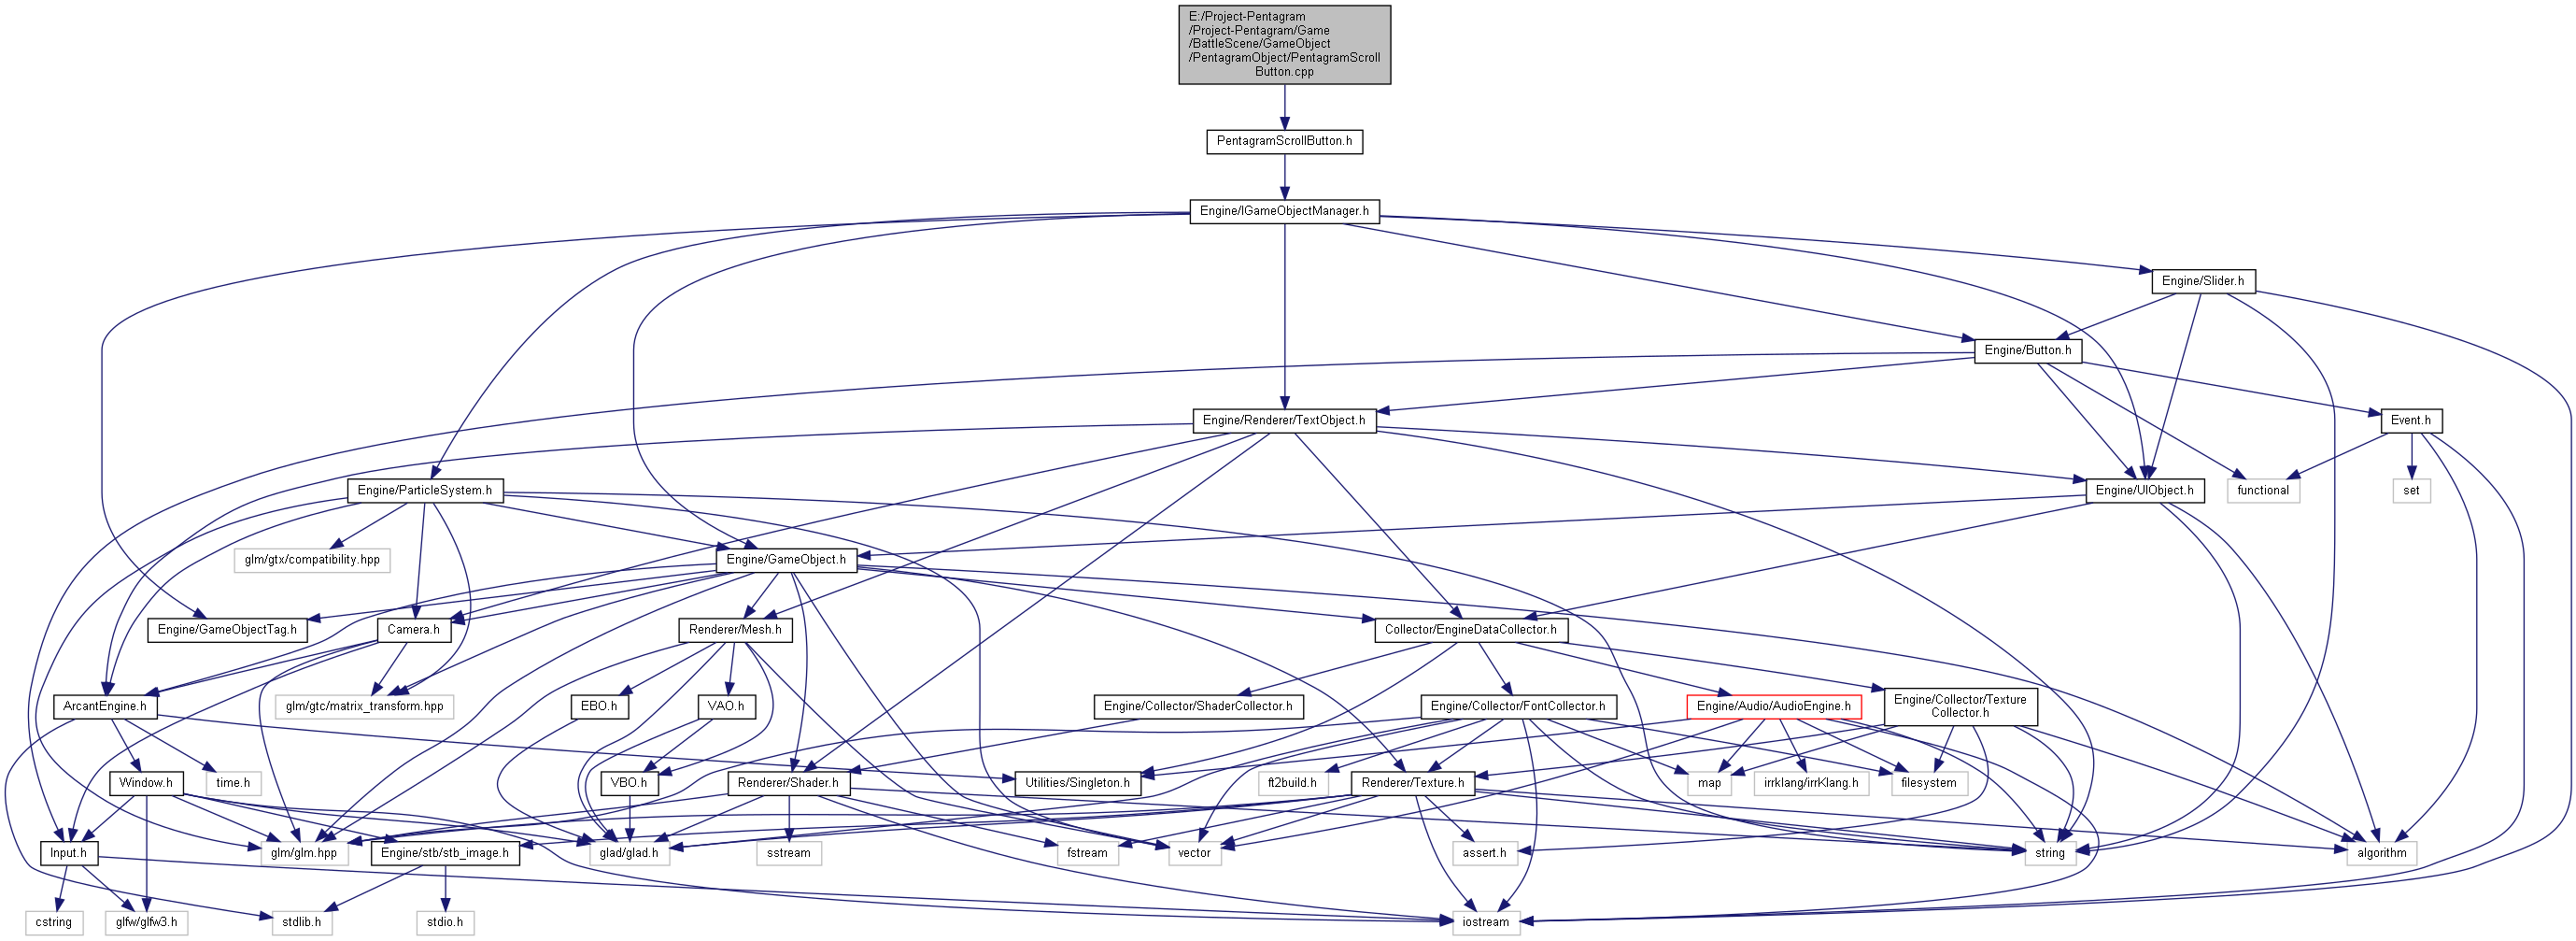 E:/Project-Pentagram
/Project-Pentagram/Game
/BattleScene/GameObject
/PentagramObject/PentagramScroll
Button.cpp
PentagramScrollButton.h
Engine/IGameObjectManager.h
Engine/Slider.h
Engine/Button.h
Engine/Renderer/TextObject.h
Event.h
Engine/ParticleSystem.h
Engine/UIObject.h
functional
set
glm/gtx/compatibility.hpp
Engine/GameObject.h
Engine/GameObjectTag.h
Camera.h
Renderer/Mesh.h
Collector/EngineDataCollector.h
ArcantEngine.h
glm/gtc/matrix_transform.hpp
EBO.h
VAO.h
Engine/Collector/ShaderCollector.h
Engine/Collector/FontCollector.h
Engine/Audio/AudioEngine.h
Engine/Collector/Texture
Collector.h
Window.h
time.h
VBO.h
Renderer/Shader.h
Utilities/Singleton.h
ft2build.h
Renderer/Texture.h
map
irrklang/irrKlang.h
filesystem
Input.h
glm/glm.hpp
Engine/stb/stb_image.h
glad/glad.h
sstream
fstream
vector
assert.h
string
algorithm
cstring
glfw/glfw3.h
stdlib.h
stdio.h
iostream